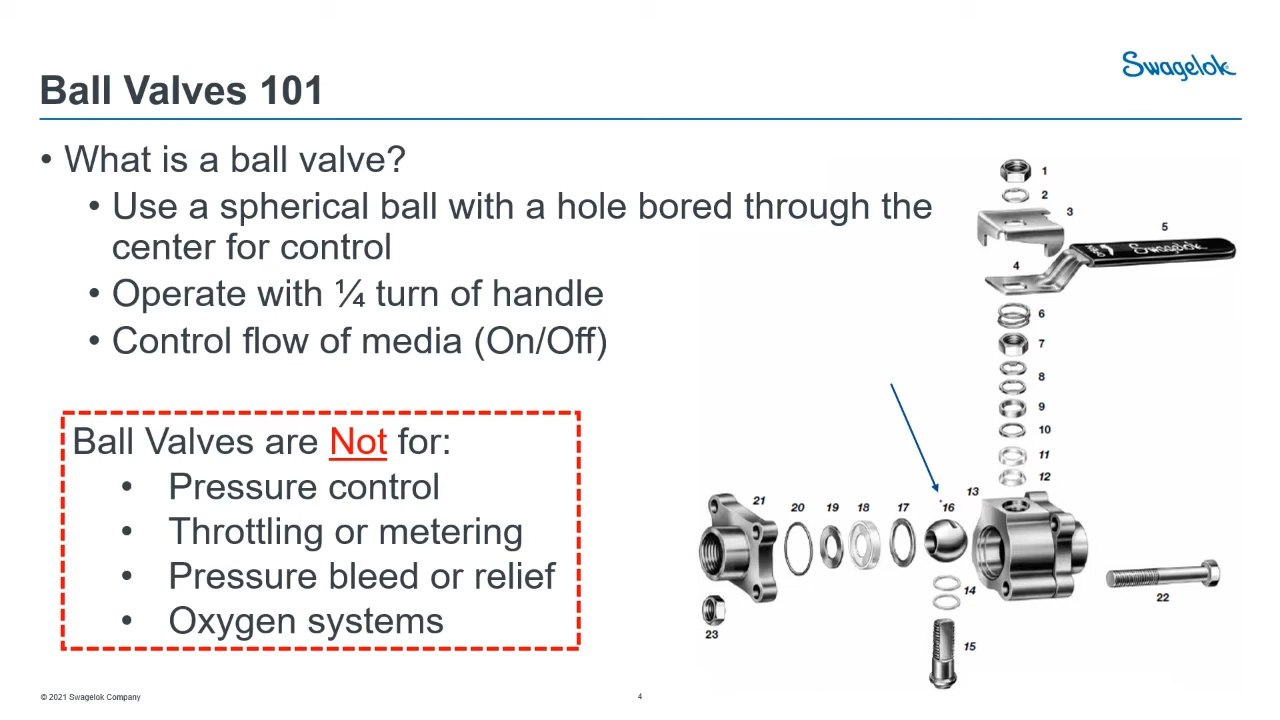 Swagelok
Ball Valves 101
• What is a ball valve?
• Use a spherical ball with a hole bored through the
center for control
• Operate with ¼ turn of handle
• Control flow of media (On/Off)
Ball Valves are Not for:
• Pressure control
• Throttling or metering
• Pressure bleed or relief
• Oxygen systems
1
2
3
4
5
Swagelok
6
7
8
9
10
11
12
13
14
15
16
17
18
19
20
21
22
23
© 2021 Swagelok Company
4